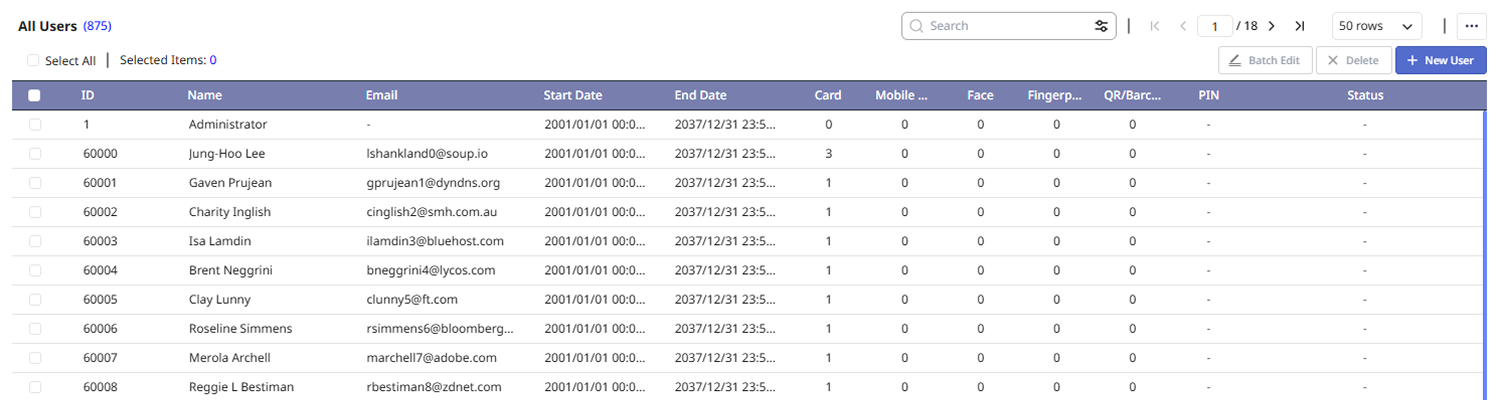 All Users (875) Search 1 / 18 50 rows ...
Select All Selected Items: 0 Batch Edit Delete + New User
ID Name Email Start Date End Date Card Mobile ... Face Fingerp... QR/Barc... PIN Status
1 Administrator - 2001/01/01 00:0... 2037/12/31 23:5... 0 0 0 0 0 - -
60000 Jung-Hoo Lee lshankland0@soup.io 2001/01/01 00:0... 2037/12/31 23:5... 3 0 0 0 0 - -
60001 Gaven Prujean gprujean1@dyndns.org 2001/01/01 00:0... 2037/12/31 23:5... 1 0 0 0 0 - -
60002 Charity Inglish cinglish2@smh.com.au 2001/01/01 00:0... 2037/12/31 23:5... 1 0 0 0 0 - -
60003 Isa Lamdin ilamdin3@bluehost.com 2001/01/01 00:0... 2037/12/31 23:5... 1 0 0 0 0 - -
60004 Brent Neggrini bneggrini4@lycos.com 2001/01/01 00:0... 2037/12/31 23:5... 1 0 0 0 0 - -
60005 Clay Lunny clunny5@ft.com 2001/01/01 00:0... 2037/12/31 23:5... 1 0 0 0 0 - -
60006 Roseline Simmens rsimmens6@bloomberg... 2001/01/01 00:0... 2037/12/31 23:5... 1 0 0 0 0 - -
60007 Merola Archell marchell7@adobe.com 2001/01/01 00:0... 2037/12/31 23:5... 1 0 0 0 0 - -
60008 Reggie L Bestiman rbestiman8@zdnet.com 2001/01/01 00:0... 2037/12/31 23:5... 1 0 0 0 0 - -